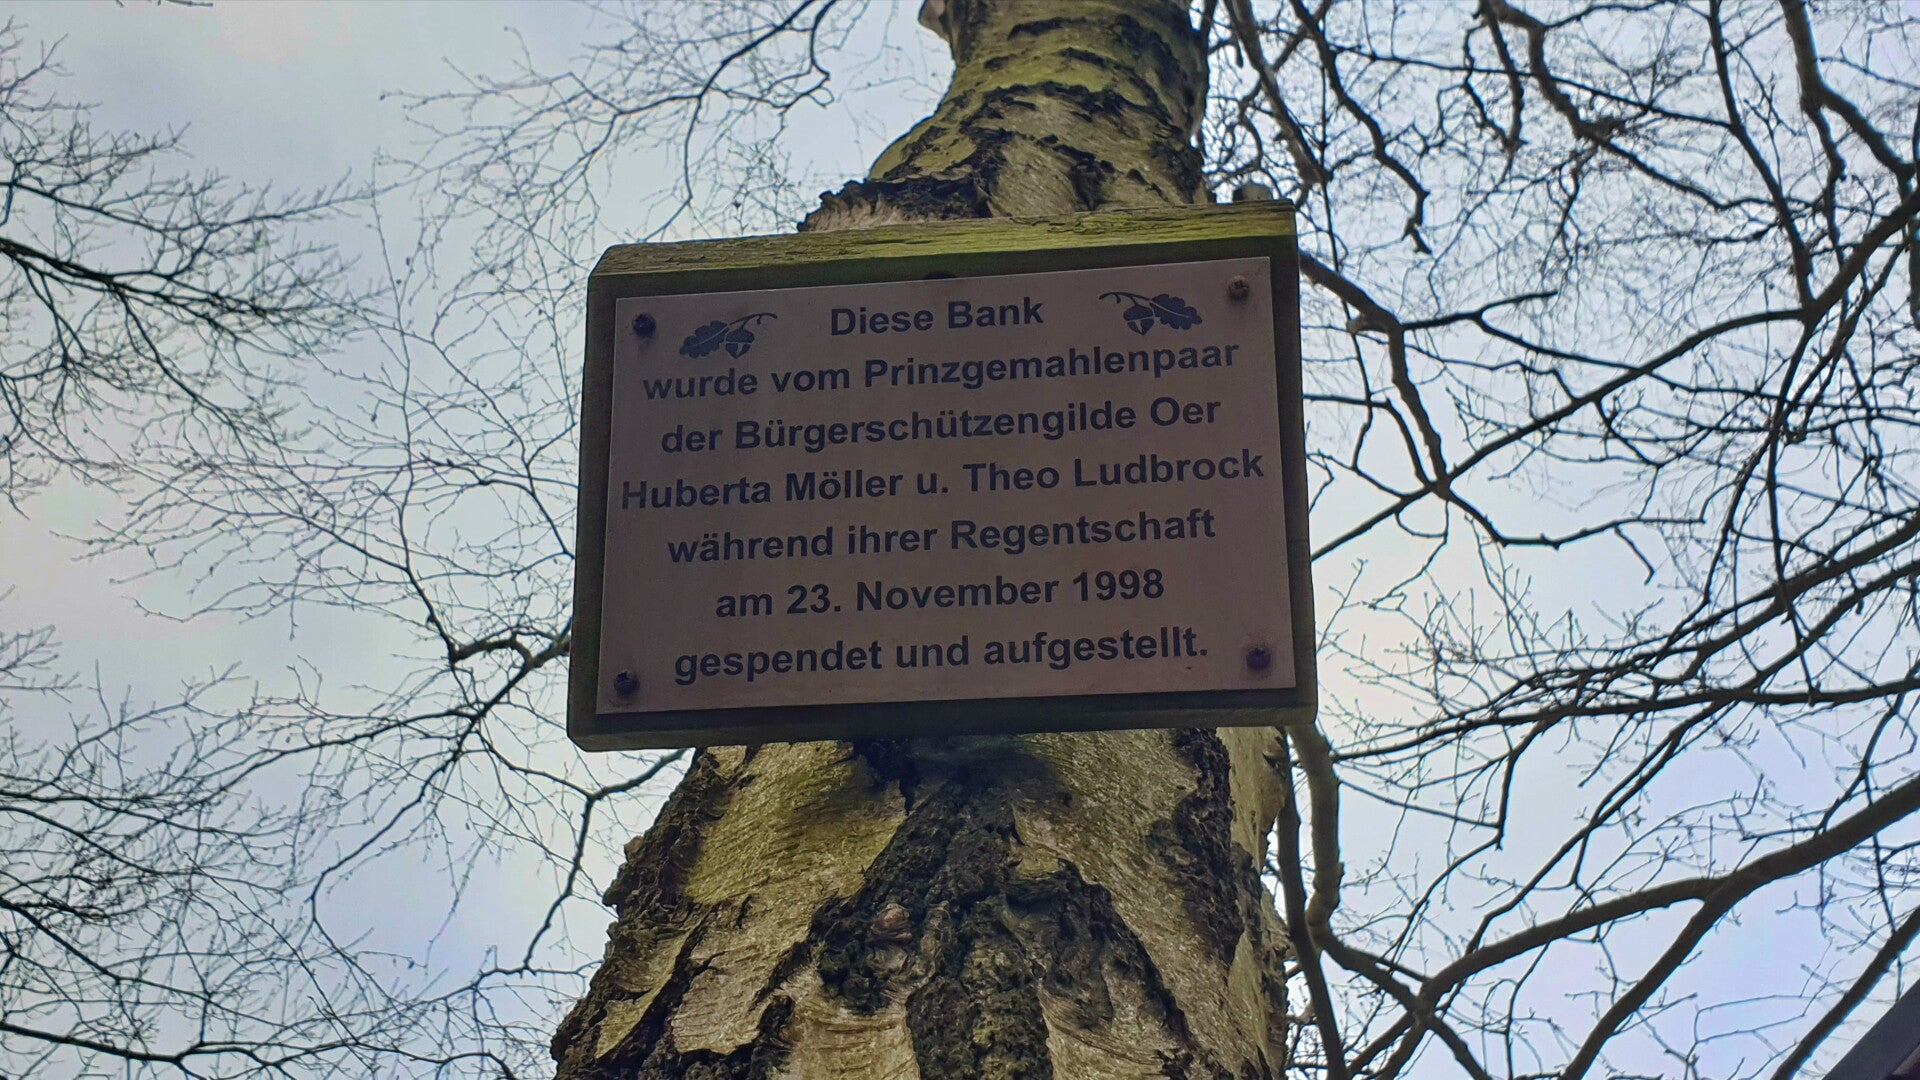 Diese Bank
wurde vom Prinzgemahlenpaar
der Bürgerschützengilde Oer
Huberta Möller u. Theo Ludbrock
während ihrer Regentschaft
am 23. November 1998
gespendet und aufgestellt.